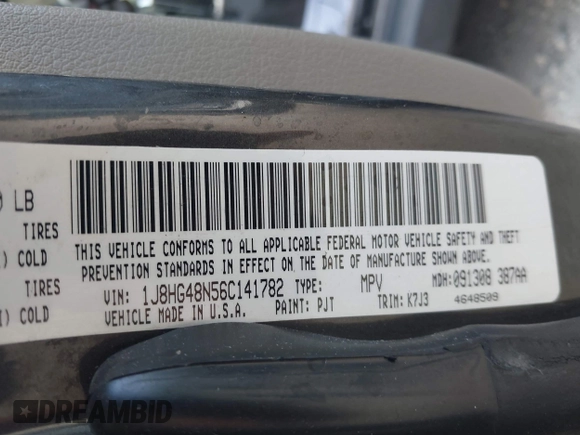 LB
TIRES
COLD
TIRES
COLD
THIS VEHICLE CONFORMS TO ALL APPLICABLE FEDERAL MOTOR VEHICLE SAFETY AND THEFT
PREVENTION STANDARDS IN EFFECT ON THE DATE OF MANUFACTURE SHOWN ABOVE.
VIN: 1J8HG48N56C141782 TYPE: MPV MDH: 091308 387AA
VEHICLE MADE IN U.S.A. PAINT: PJT TRIM: K7J3 4648509
DREAMBID